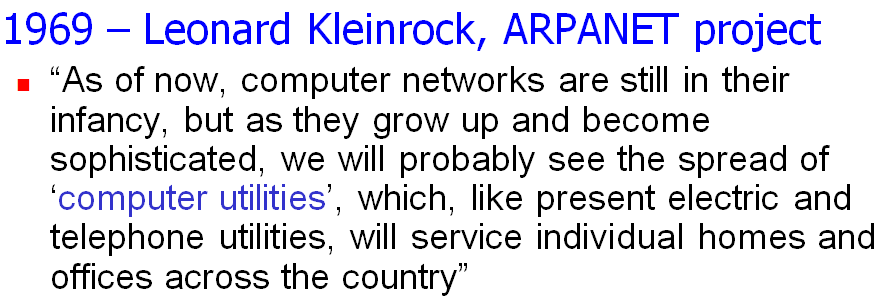 1969 – Leonard Kleinrock, ARPANET project
“As of now, computer networks are still in their
infancy, but as they grow up and become
sophisticated, we will probably see the spread of
‘computer utilities’, which, like present electric and
telephone utilities, will service individual homes and
offices across the country”